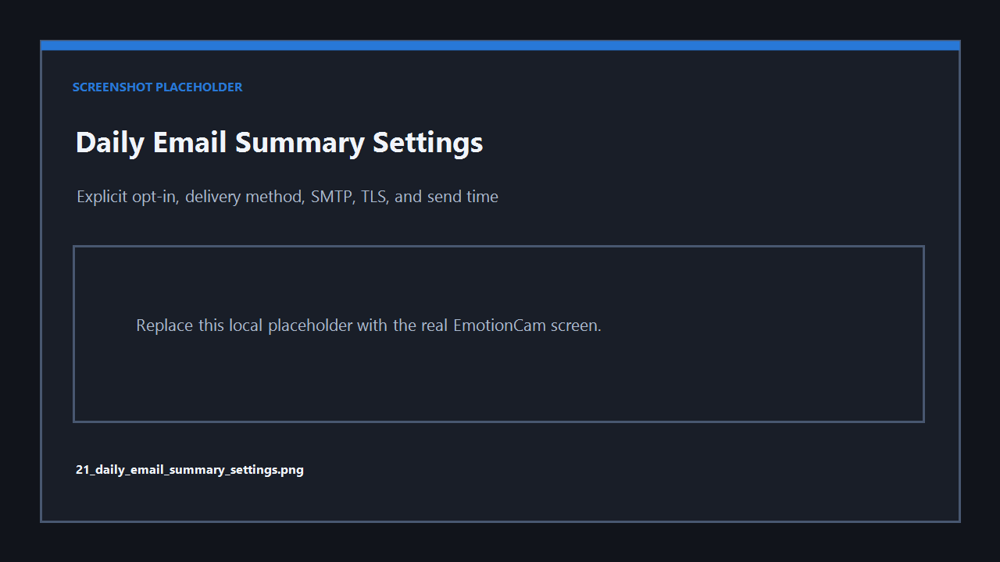 SCREENSHOT PLACEHOLDER
Daily Email Summary Settings
Explicit opt-in, delivery method, SMTP, TLS, and send time
Replace this local placeholder with the real EmotionCam screen.
21_daily_email_summary_settings.png